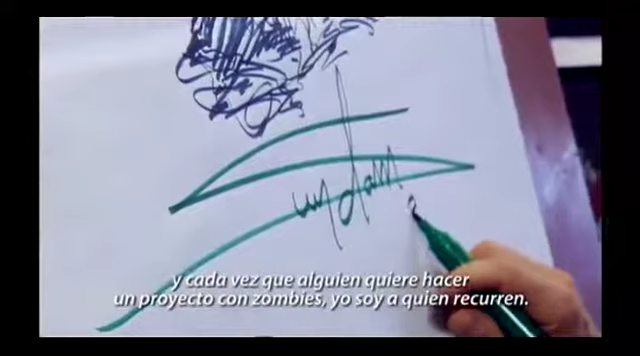 y cada vez que alguien quiere hacer
un proyecto con zombies, yo soy a quien recurren.